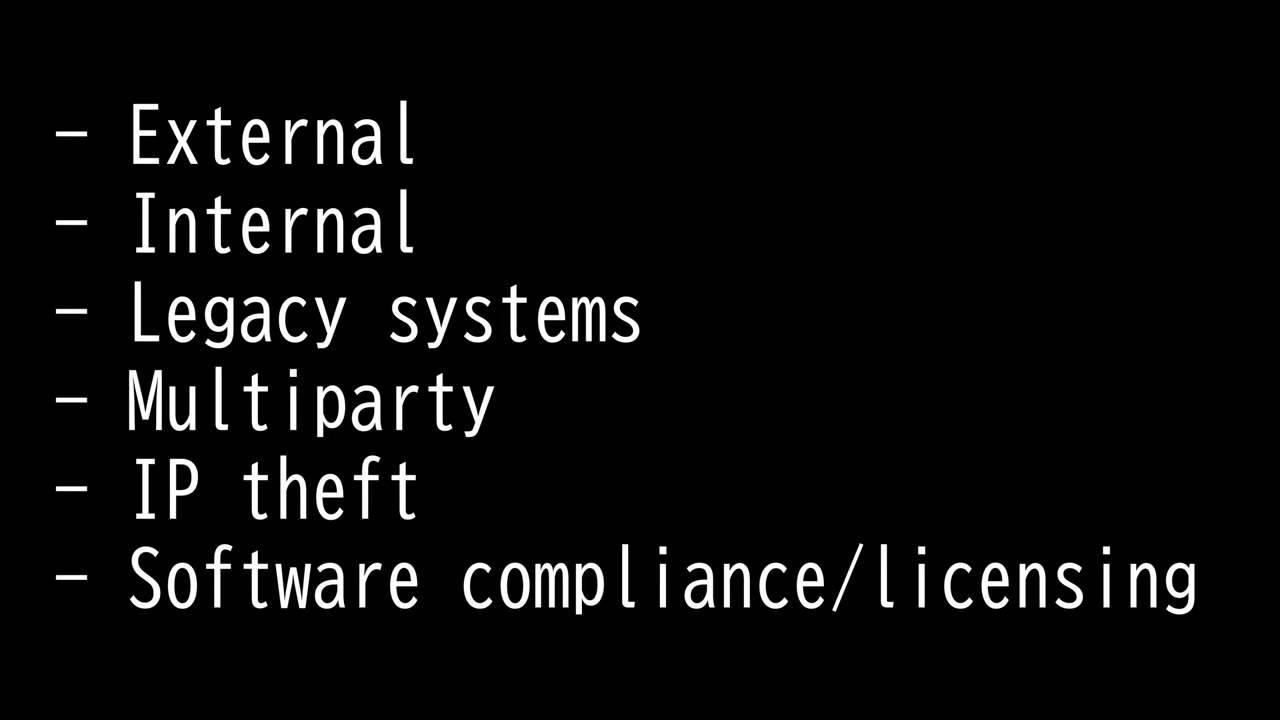 - External
- Internal
- Legacy systems
- Multiparty
- IP theft
- Software compliance/licensing